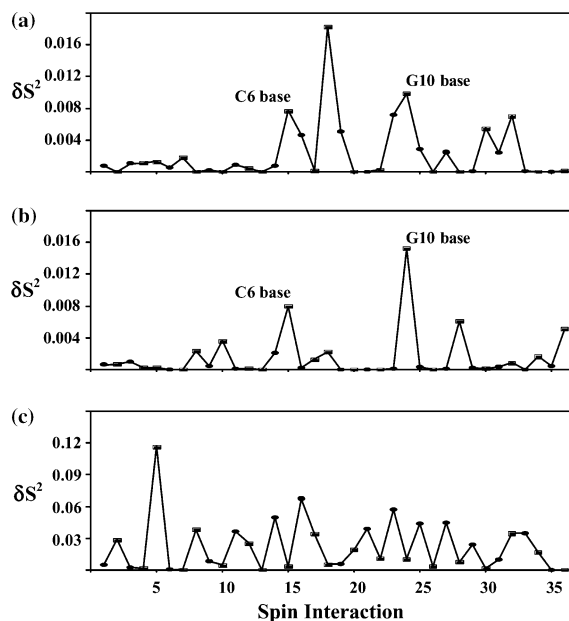 (a)
0.016
0.012
δS²
0.008
0.004
C6 base
G10 base
(b)
0.016
0.012
δS²
0.008
0.004
C6 base
G10 base
(c)
0.12
0.09
δS²
0.06
0.03
5 10 15 20 25 30 35
Spin Interaction